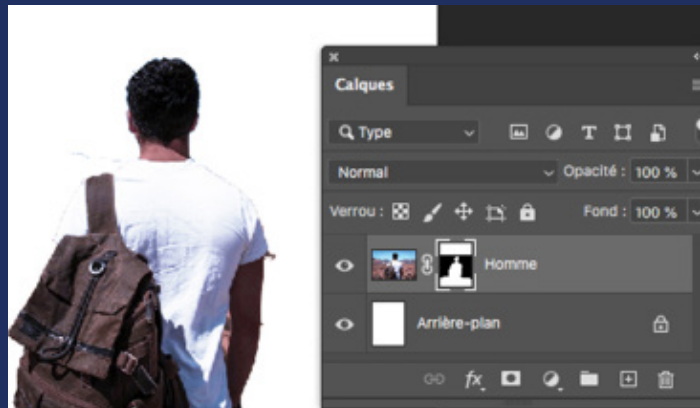 Calques
Type
Normal
Opacité : 100 %
Verrou :
Fond : 100 %
Homme
Arrière-plan
fx